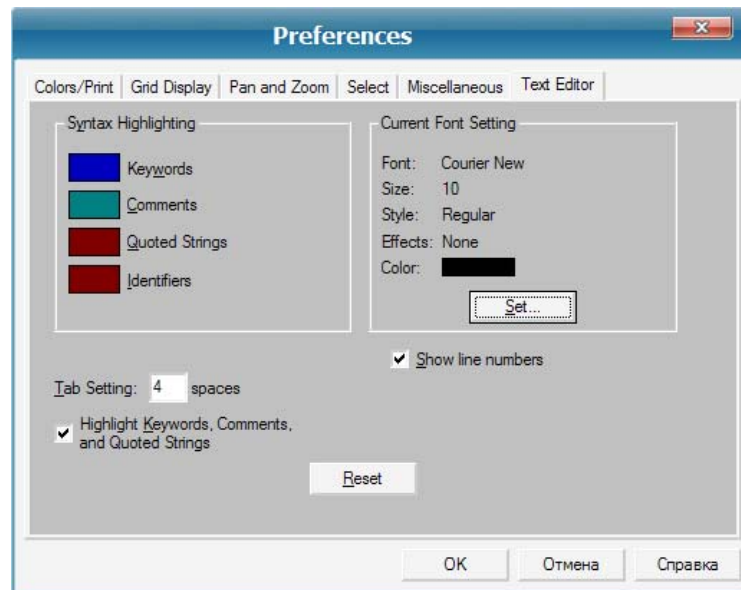 Preferences
Colors/Print Grid Display Pan and Zoom Select Miscellaneous Text Editor
Syntax Highlighting
Keywords
Comments
Quoted Strings
Identifiers
Current Font Setting
Font: Courier New
Size: 10
Style: Regular
Effects: None
Color:
Set...
Show line numbers
Tab Setting: 4 spaces
Highlight Keywords, Comments,
and Quoted Strings
Reset
OK Отмена Справка